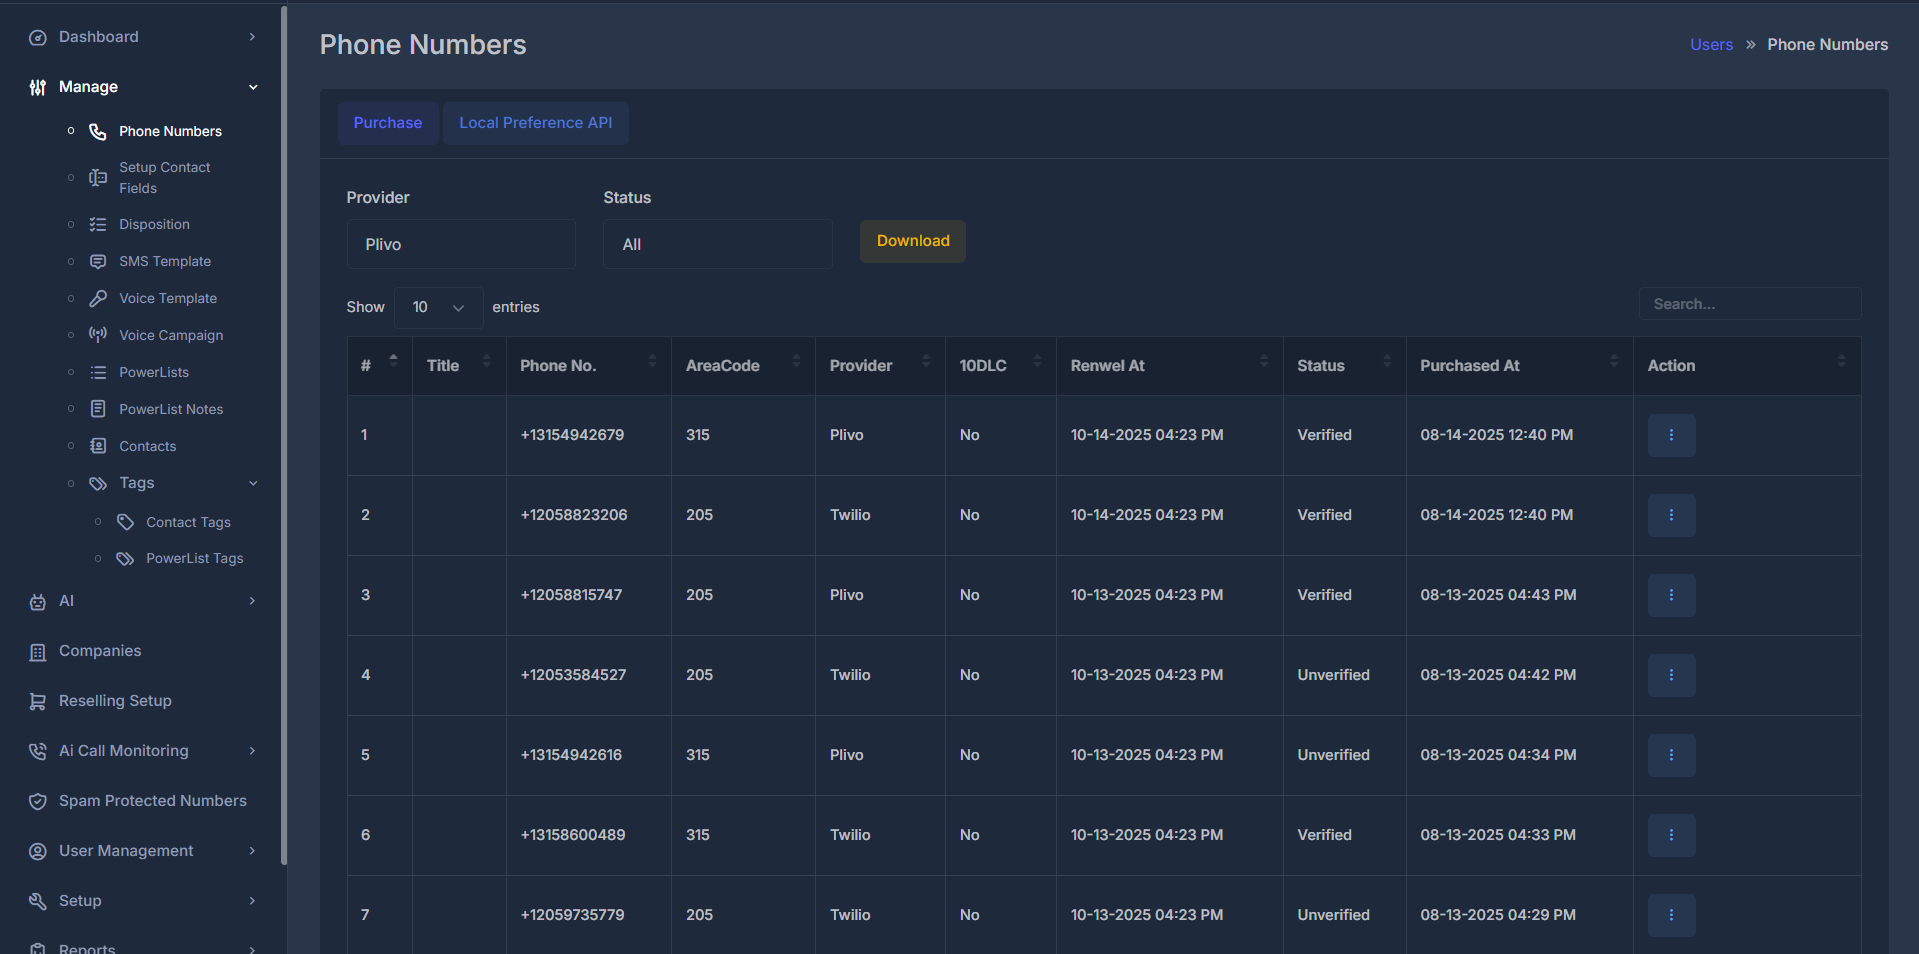 Dashboard
Manage
Phone Numbers
Setup Contact
Fields
Disposition
SMS Template
Voice Template
Voice Campaign
PowerLists
PowerList Notes
Contacts
Tags
Contact Tags
PowerList Tags
AI
Companies
Reselling Setup
Ai Call Monitoring
Spam Protected Numbers
User Management
Setup
Reports
Phone Numbers
Users » Phone Numbers
Purchase Local Preference API
Provider Status
Plivo All Download
Show 10 entries Search...
# Title Phone No. AreaCode Provider 10DLC Renwel At Status Purchased At Action
1 +13154942679 315 Plivo No 10-14-2025 04:23 PM Verified 08-14-2025 12:40 PM
2 +12058823206 205 Twilio No 10-14-2025 04:23 PM Verified 08-14-2025 12:40 PM
3 +12058815747 205 Plivo No 10-13-2025 04:23 PM Verified 08-13-2025 04:43 PM
4 +12053584527 205 Twilio No 10-13-2025 04:23 PM Unverified 08-13-2025 04:42 PM
5 +13154942616 315 Plivo No 10-13-2025 04:23 PM Unverified 08-13-2025 04:34 PM
6 +13158600489 315 Twilio No 10-13-2025 04:23 PM Verified 08-13-2025 04:33 PM
7 +12059735779 205 Twilio No 10-13-2025 04:23 PM Unverified 08-13-2025 04:29 PM